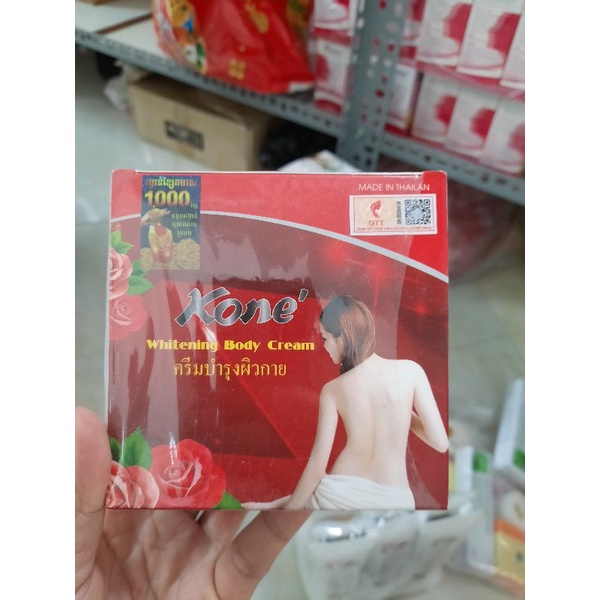 1000
MADE IN THAILAN
QTT
Kone'
Whitening Body Cream
ครีมบำรุงผิวกาย